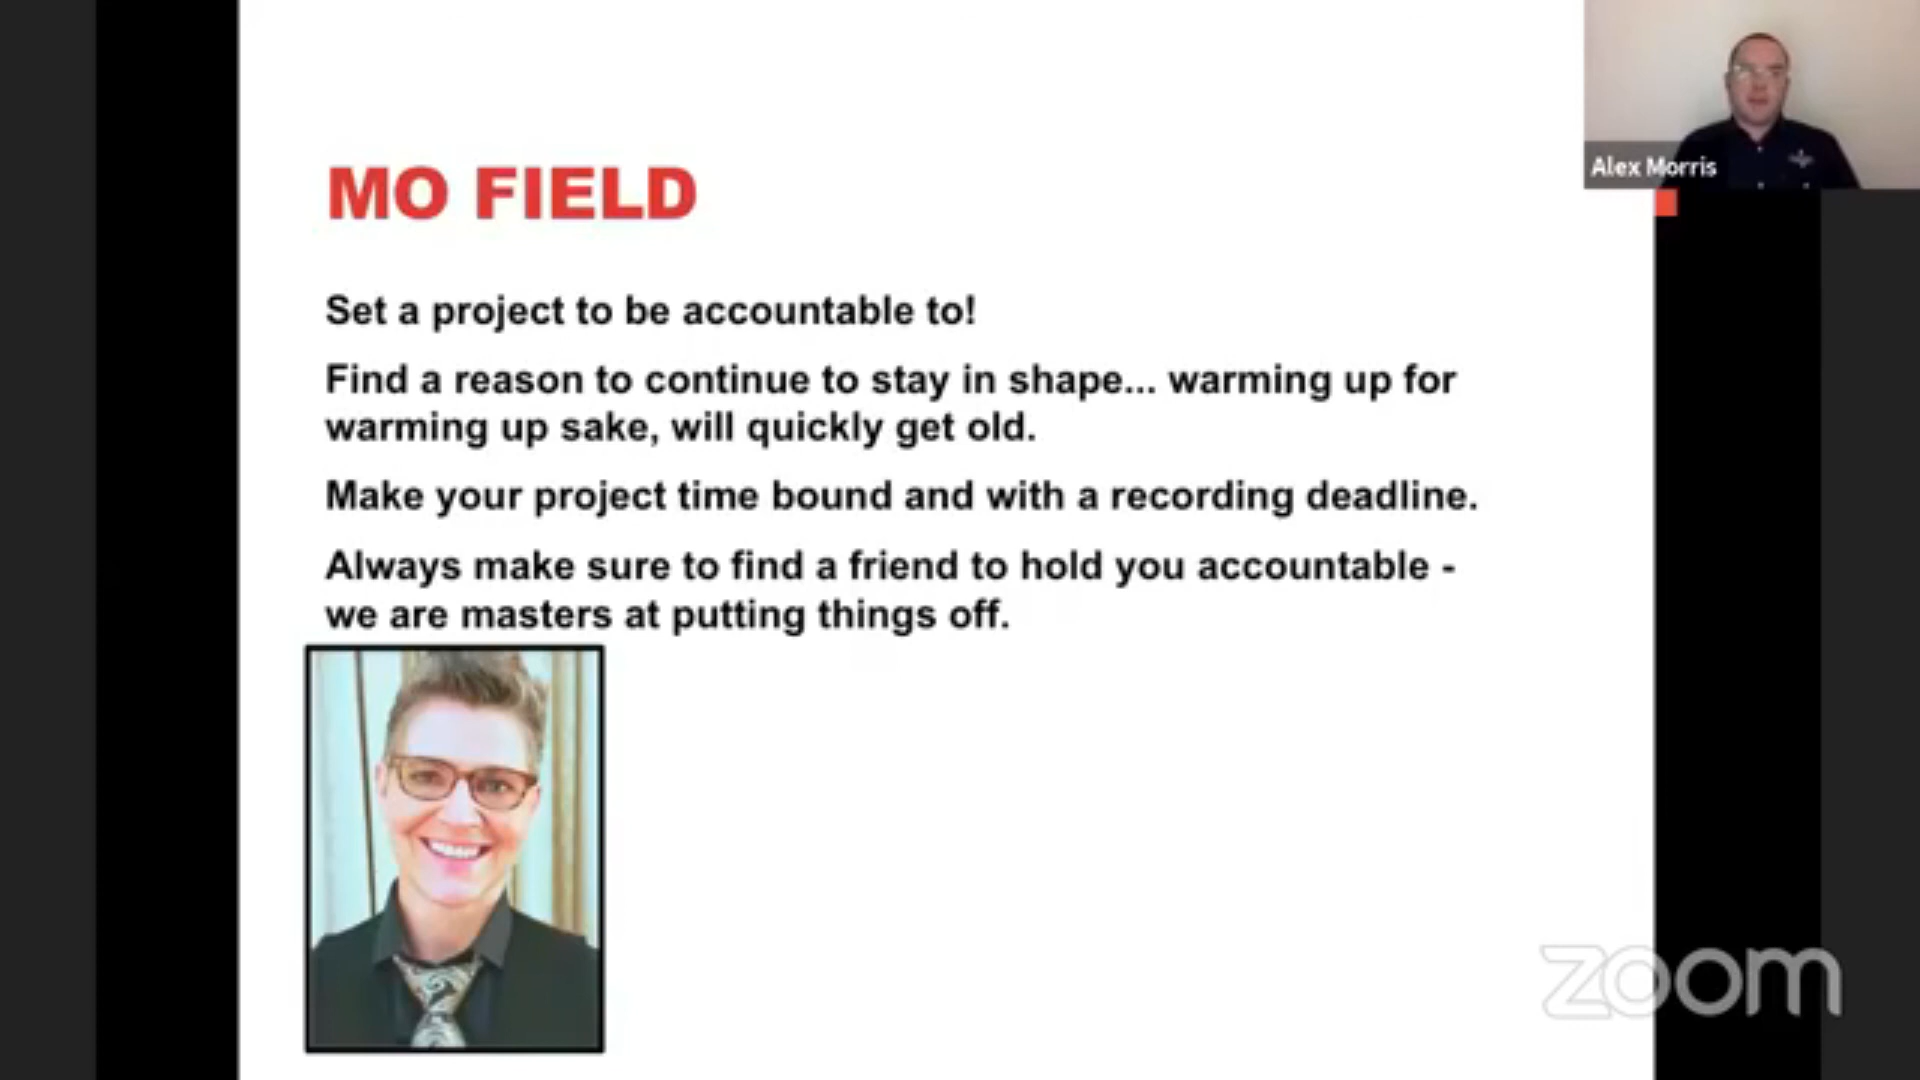 Alex Morris
MO FIELD
Set a project to be accountable to!
Find a reason to continue to stay in shape... warming up for
warming up sake, will quickly get old.
Make your project time bound and with a recording deadline.
Always make sure to find a friend to hold you accountable -
we are masters at putting things off.
zoom